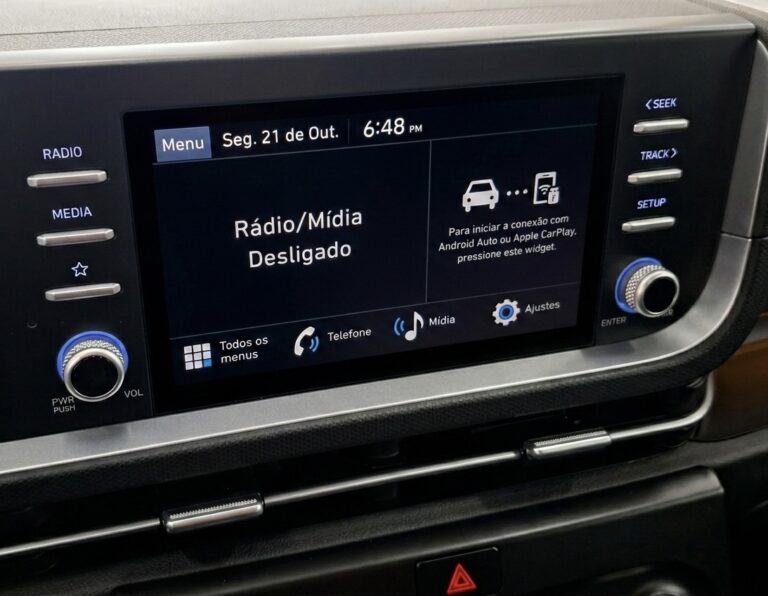 RADIO
MEDIA
PWR
PUSH
VOL
Menu
Seg. 21 de Out.
6:48 PM
Rádio/Mídia
Desligado
Para iniciar a conexão com
Android Auto ou Apple CarPlay,
pressione este widget.
Todos os
menus
Telefone
Mídia
Ajustes
<SEEK
TRACK>
SETUP
ENTER